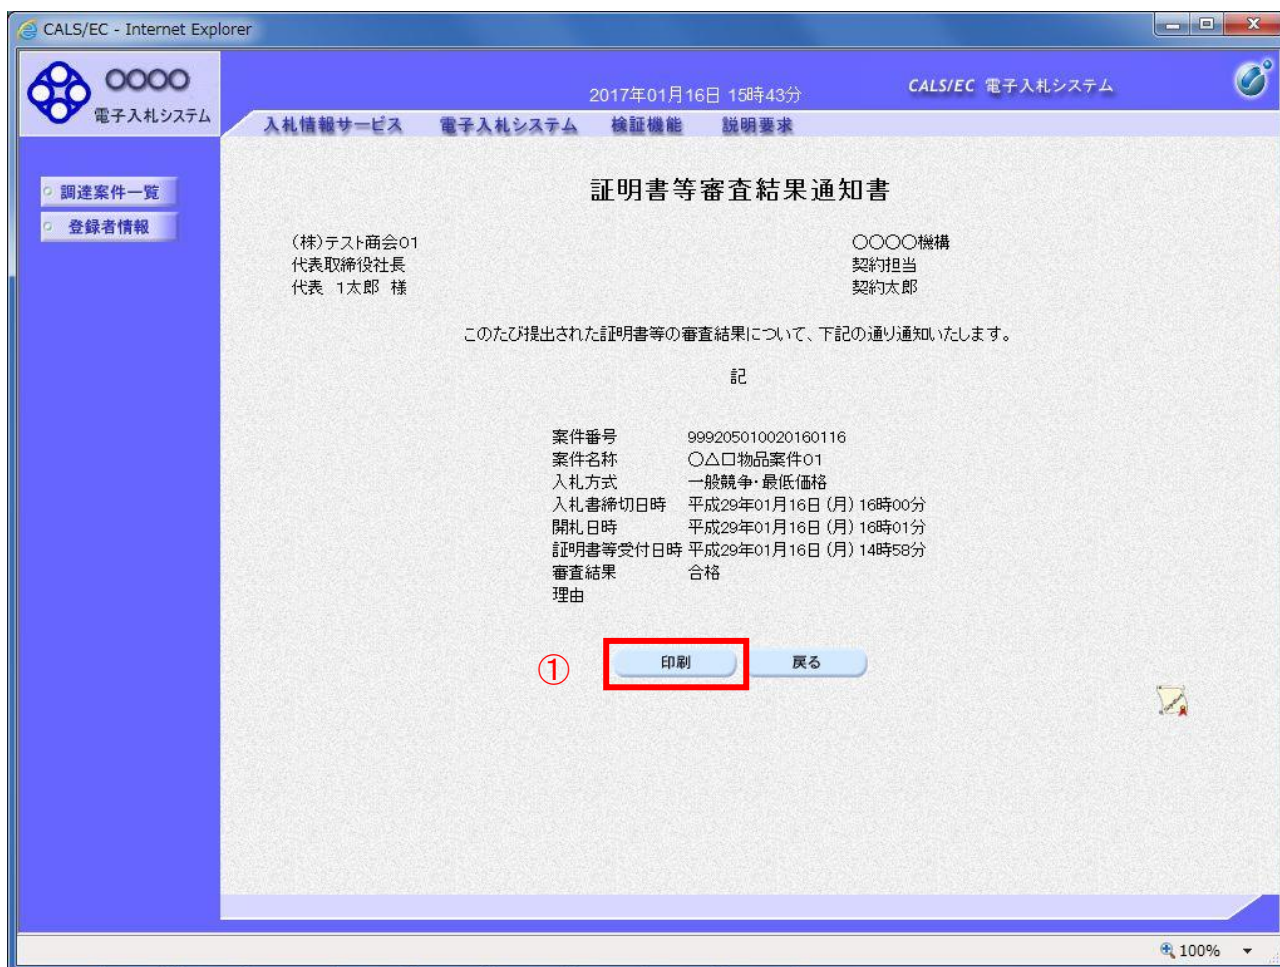 CALS/EC - Internet Explorer
〇〇〇〇
電子入札システム
2017年01月16日 15時43分
CALS/EC 電子入札システム
入札情報サービス 電子入札システム 検証機能 説明要求
調達案件一覧
登録者情報
証明書等審査結果通知書
(株)テスト商会01
代表取締役社長
代表 1太郎 様
〇〇〇〇機構
契約担当
契約太郎
このたび提出された証明書等の審査結果について、下記の通り通知いたします。
記
案件番号 999205010020160116
案件名称 〇△口物品案件01
入札方式 一般競争・最低価格
入札書締切日時 平成29年01月16日 (月) 16時00分
開札日時 平成29年01月16日 (月) 16時01分
証明書等受付日時 平成29年01月16日 (月) 14時58分
審査結果 合格
理由
① 印刷 戻る
100%